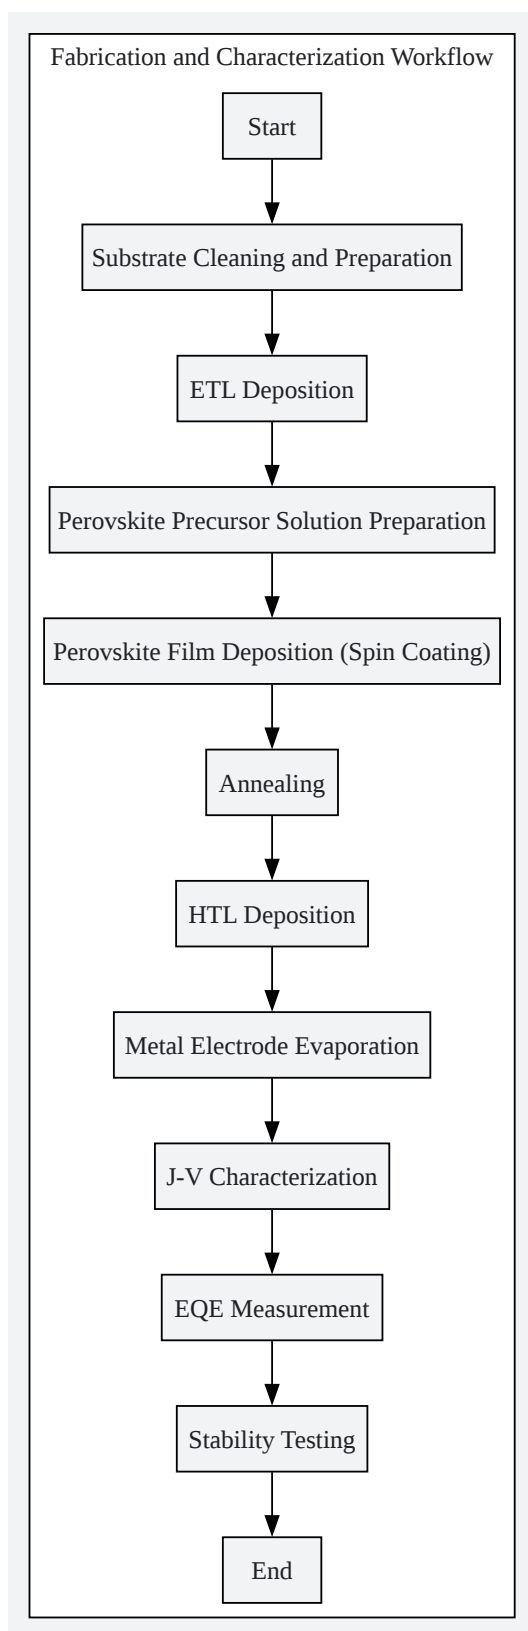 Fabrication and Characterization Workflow
Start
Substrate Cleaning and Preparation
ETL Deposition
Perovskite Precursor Solution Preparation
Perovskite Film Deposition (Spin Coating)
Annealing
HTL Deposition
Metal Electrode Evaporation
J-V Characterization
EQE Measurement
Stability Testing
End